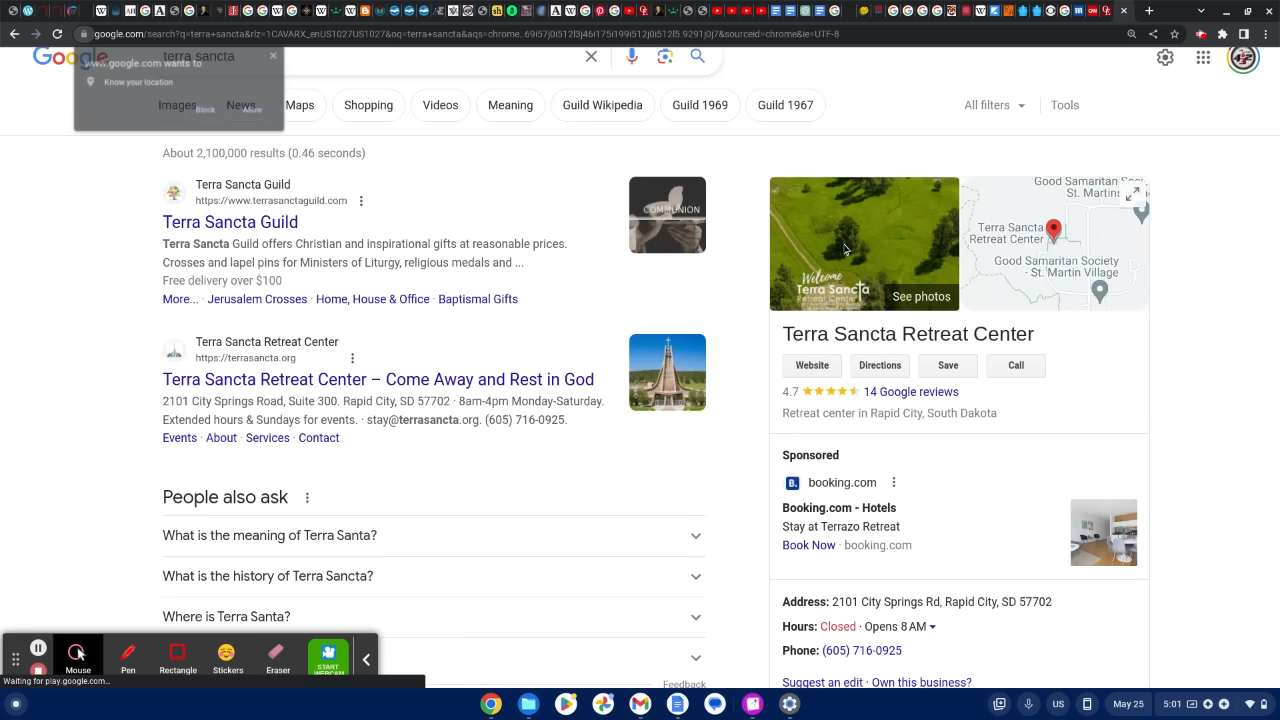 google.com/search?q=terra+sancta&rlz=1CAVARX_enUS1027US1027&oq=terra+sancta&aqs=chrome..69i57j0i512l3j46i175i199i512j0i512l5.9291j0j7&sourceid=chrome&ie=UTF-8
Google
terra sancta
www.google.com wants to
Know your location
Block
Allow
Images
News
Maps
Shopping
Videos
Meaning
Guild Wikipedia
Guild 1969
Guild 1967
All filters
Tools
About 2,100,000 results (0.46 seconds)
Terra Sancta Guild
https://www.terrasanctaguild.com
Terra Sancta Guild
Terra Sancta Guild offers Christian and inspirational gifts at reasonable prices.
Crosses and lapel pins for Ministers of Liturgy, religious medals and ...
Free delivery over $100
More... · Jerusalem Crosses · Home, House & Office · Baptismal Gifts
COMMUNION
Terra Sancta Retreat Center
https://terrasancta.org
Terra Sancta Retreat Center – Come Away and Rest in God
2101 City Springs Road, Suite 300. Rapid City, SD 57702 · 8am-4pm Monday-Saturday.
Extended hours & Sundays for events. · stay@terrasancta.org. (605) 716-0925.
Events · About · Services · Contact
People also ask
What is the meaning of Terra Santa?
What is the history of Terra Sancta?
Where is Terra Santa?
Feedback
Welcome
Terra Sancta
See photos
Good Samaritan Soc
St. Martins
Terra Sancta
Retreat Center
Good Samaritan Society
- St. Martin Village
Terra Sancta Retreat Center
Website
Directions
Save
Call
4.7
14 Google reviews
Retreat center in Rapid City, South Dakota
Sponsored
B.
booking.com
Booking.com - Hotels
Stay at Terrazo Retreat
Book Now · booking.com
Address: 2101 City Springs Rd, Rapid City, SD 57702
Hours: Closed · Opens 8 AM
Phone: (605) 716-0925
Suggest an edit · Own this business?
Mouse
Pen
Rectangle
Stickers
Eraser
START
WEBCAM
Waiting for play.google.com...
US
May 25
5:01